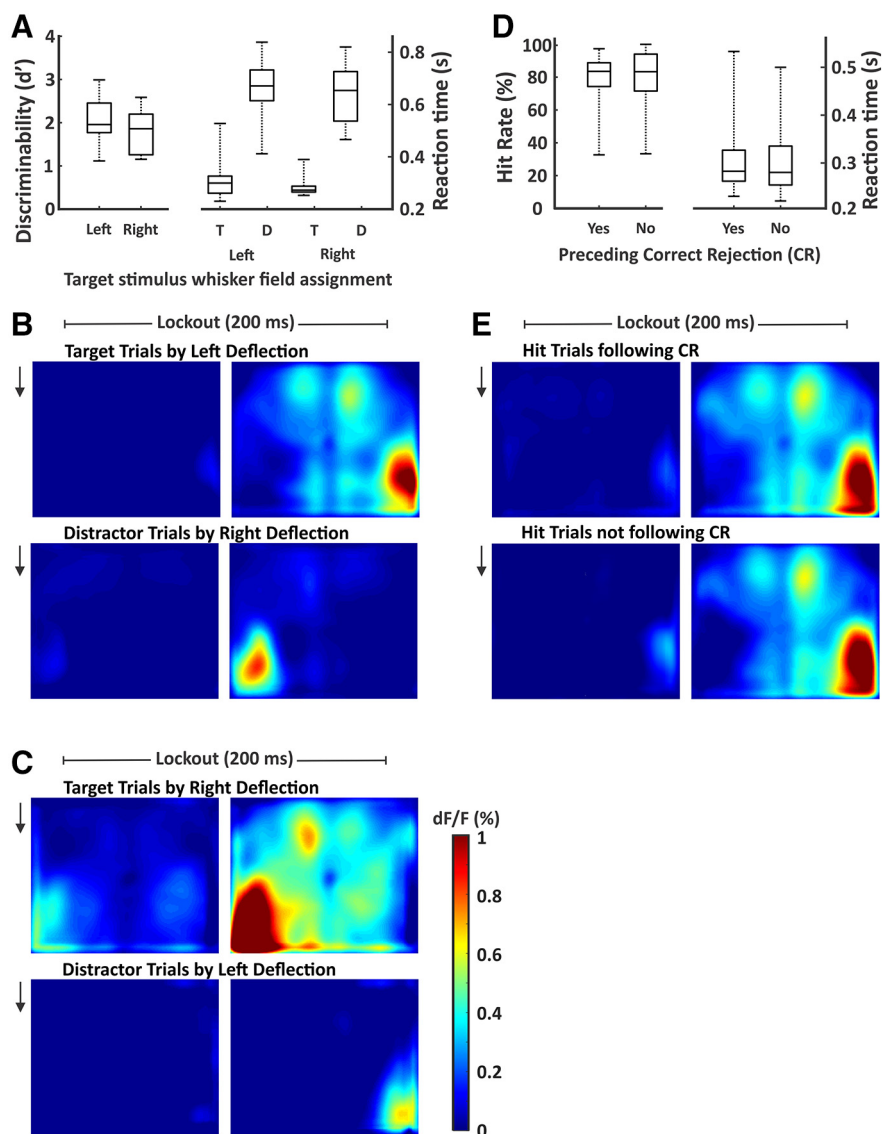 A
Discriminability (d’)
4
3
2
1
0
Left Right
T D T D
Left Right
0.8
0.6
0.4
0.2
Reaction time (s)
Target stimulus whisker field assignment
D
Hit Rate (%)
100
80
60
40
20
0
Yes No
Yes No
0.5
0.4
0.3
0.2
Reaction time (s)
Preceding Correct Rejection (CR)
B
Lockout (200 ms)
Target Trials by Left Deflection
Distractor Trials by Right Deflection
E
Lockout (200 ms)
Hit Trials following CR
Hit Trials not following CR
C
Lockout (200 ms)
Target Trials by Right Deflection
Distractor Trials by Left Deflection
dF/F (%)
1
0.8
0.6
0.4
0.2
0